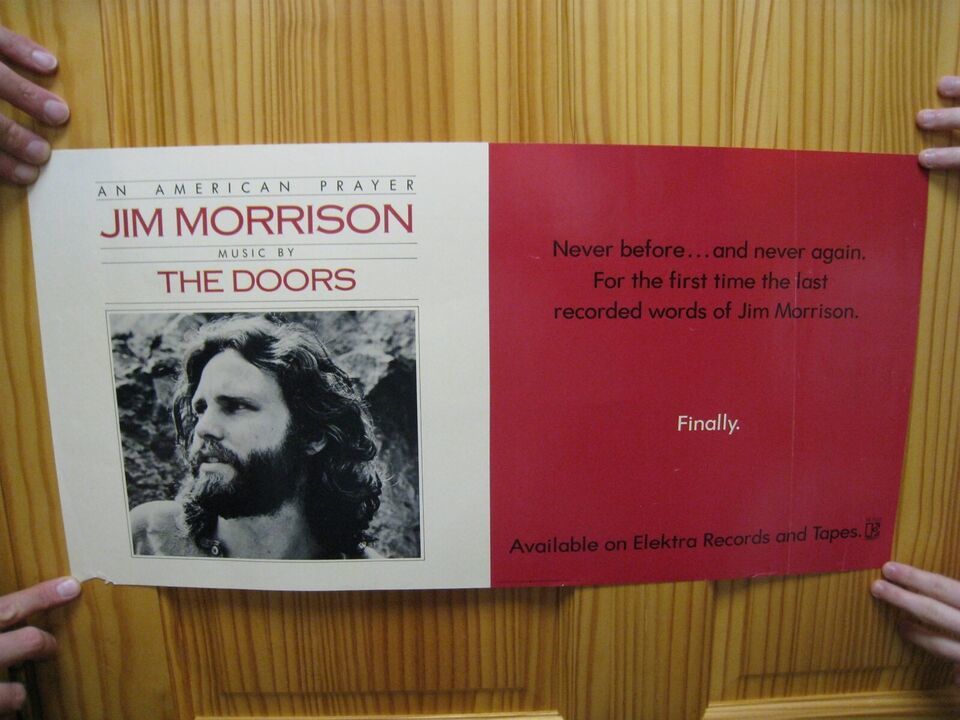 AN AMERICAN PRAYER
JIM MORRISON
MUSIC BY
THE DOORS
Never before...and never again.
For the first time the last
recorded words of Jim Morrison.
Finally.
Available on Elektra Records and Tapes.